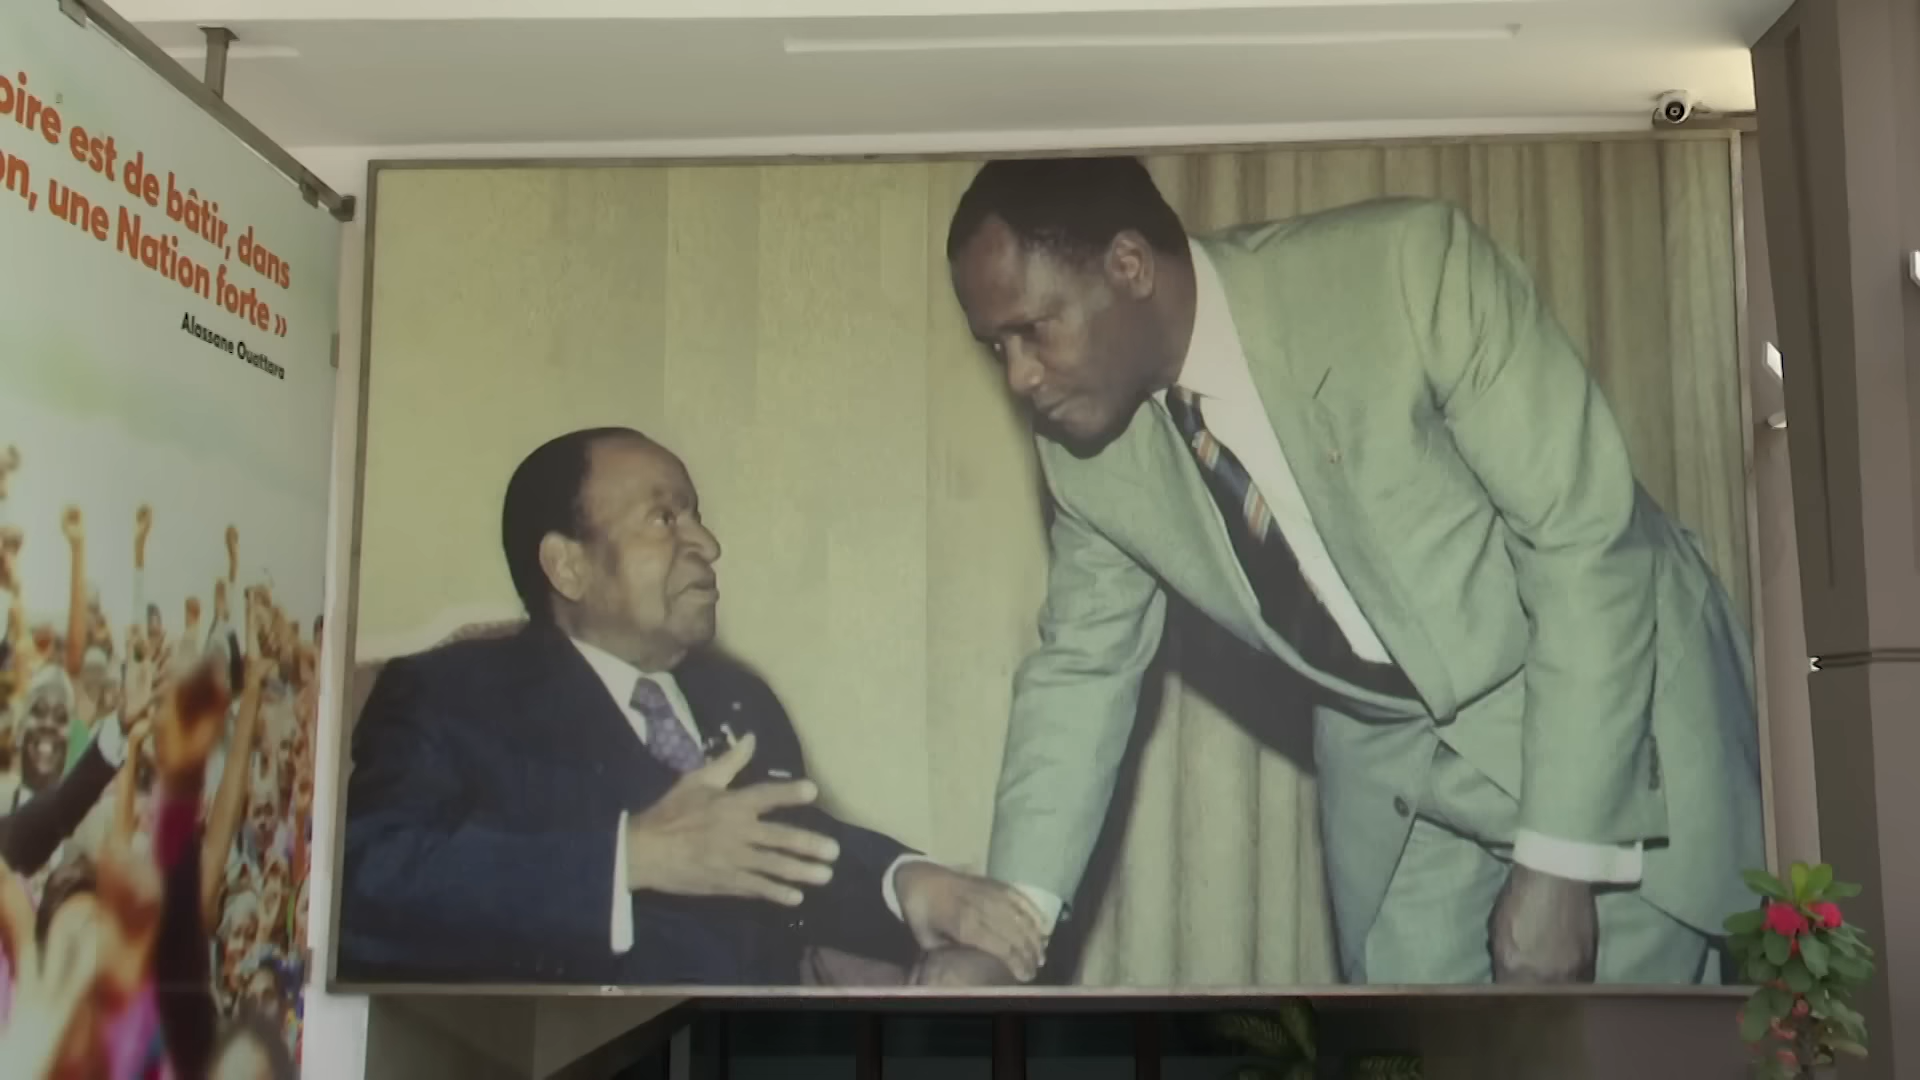 oire est de bâtir, dans
on, une Nation forte »
Alassane Ouattara